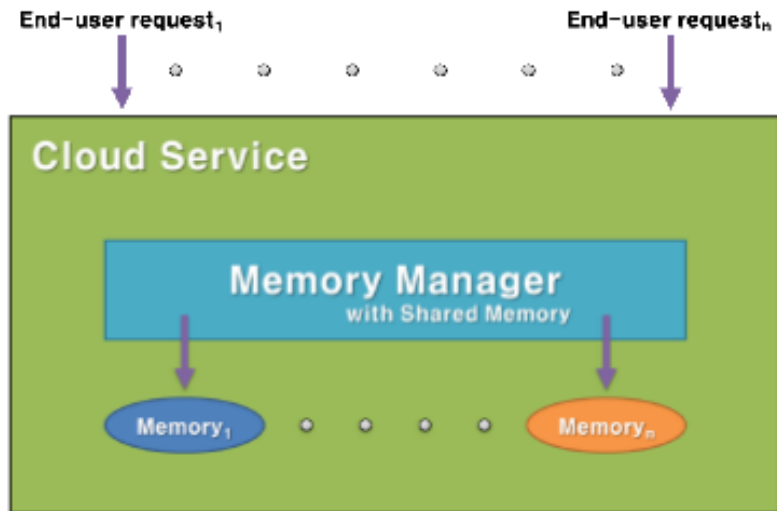 End-user request₁
End-user requestₙ
Cloud Service
Memory Manager
with Shared Memory
Memory₁
Memoryₙ